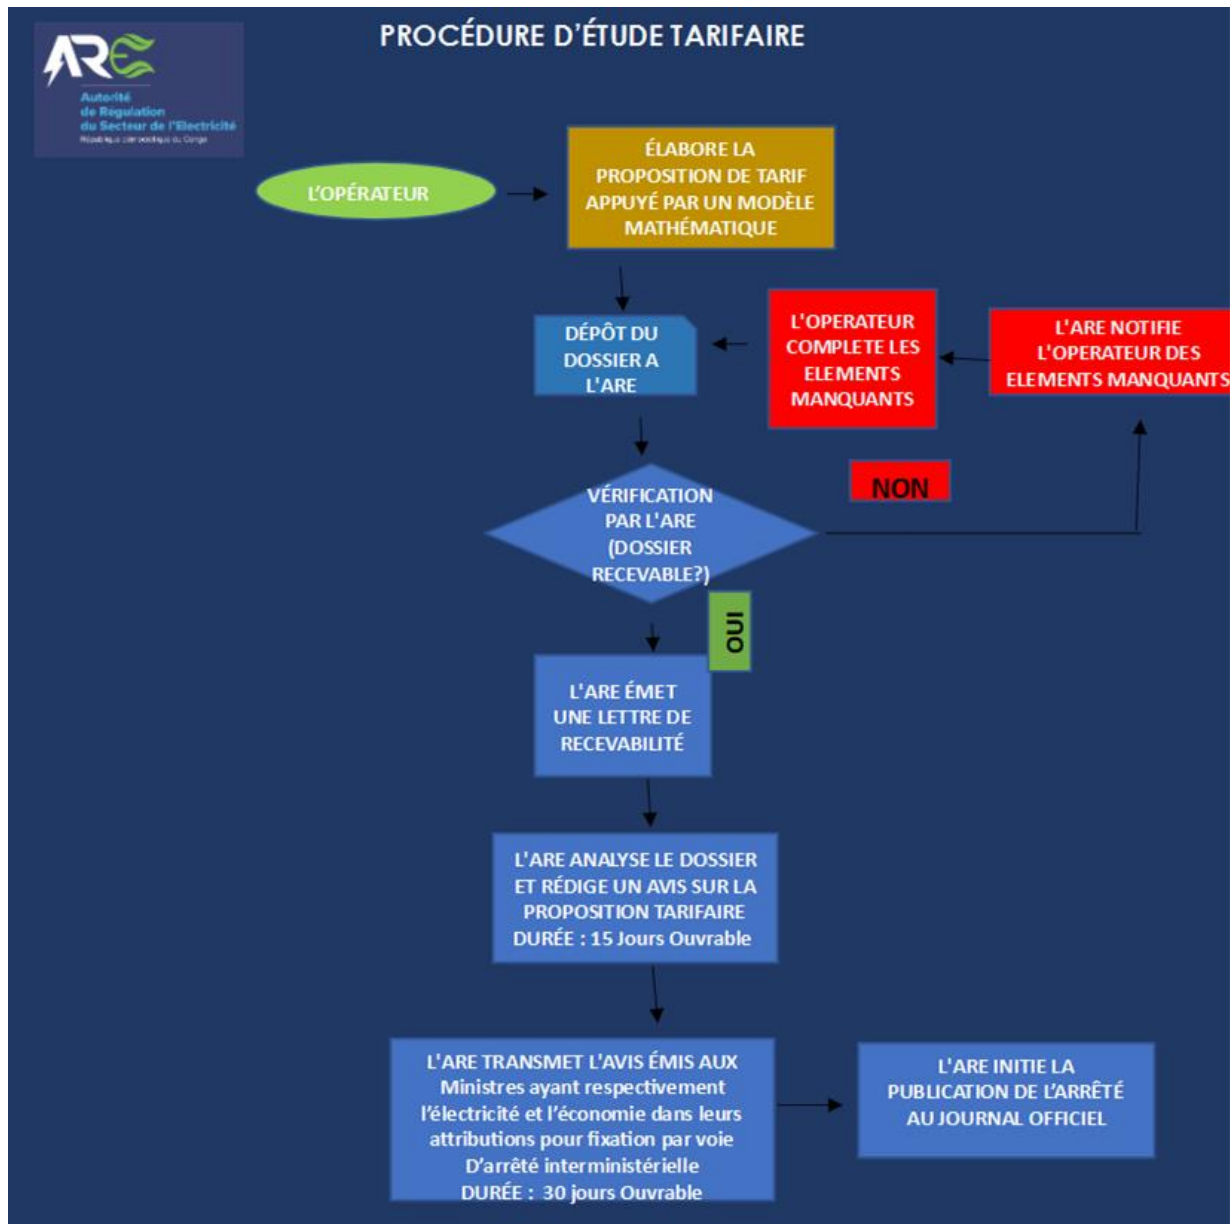 PROCÉDURE D'ÉTUDE TARIFAIRE
ARE
Autorité
de Régulation
du Secteur de l'Electricité
République démocratique du Congo
L'OPÉRATEUR
ÉLABORE LA
PROPOSITION DE TARIF
APPUYÉ PAR UN MODÈLE
MATHÉMATIQUE
DÉPÔT DU
DOSSIER A
L'ARE
L'OPERATEUR
COMPLETE LES
ELEMENTS
MANQUANTS
L'ARE NOTIFIE
L'OPERATEUR DES
ELEMENTS MANQUANTS
VÉRIFICATION
PAR L'ARE
(DOSSIER
RECEVABLE?)
NON
OUI
L'ARE ÉMET
UNE LETTRE DE
RECEVABILITÉ
L'ARE ANALYSE LE DOSSIER
ET RÉDIGE UN AVIS SUR LA
PROPOSITION TARIFAIRE
DURÉE : 15 Jours Ouvrable
L'ARE TRANSMET L'AVIS ÉMIS AUX
Ministres ayant respectivement
l'électricité et l'économie dans leurs
attributions pour fixation par voie
D'arrêté interministérielle
DURÉE : 30 jours Ouvrable
L'ARE INITIE LA
PUBLICATION DE L'ARRÊTÉ
AU JOURNAL OFFICIEL